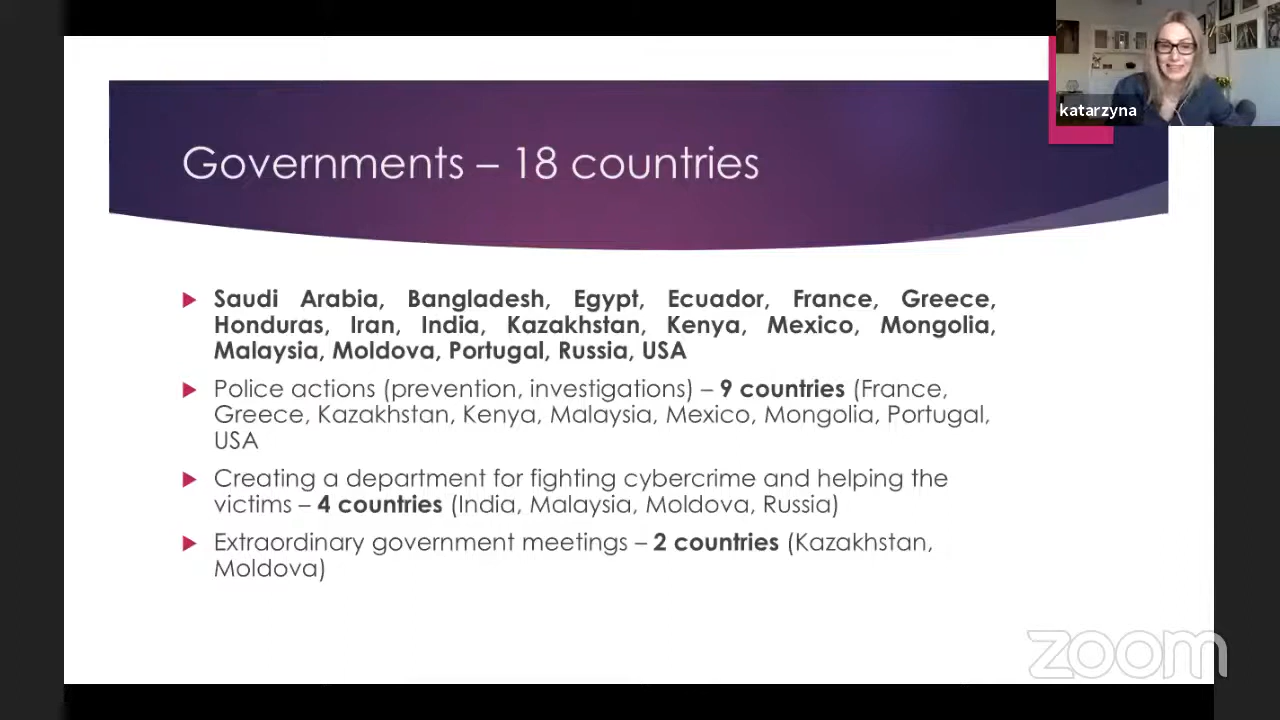 katarzyna
Governments – 18 countries
Saudi Arabia, Bangladesh, Egypt, Ecuador, France, Greece,
Honduras, Iran, India, Kazakhstan, Kenya, Mexico, Mongolia,
Malaysia, Moldova, Portugal, Russia, USA
Police actions (prevention, investigations) – 9 countries (France,
Greece, Kazakhstan, Kenya, Malaysia, Mexico, Mongolia, Portugal,
USA
Creating a department for fighting cybercrime and helping the
victims – 4 countries (India, Malaysia, Moldova, Russia)
Extraordinary government meetings – 2 countries (Kazakhstan,
Moldova)
zoom